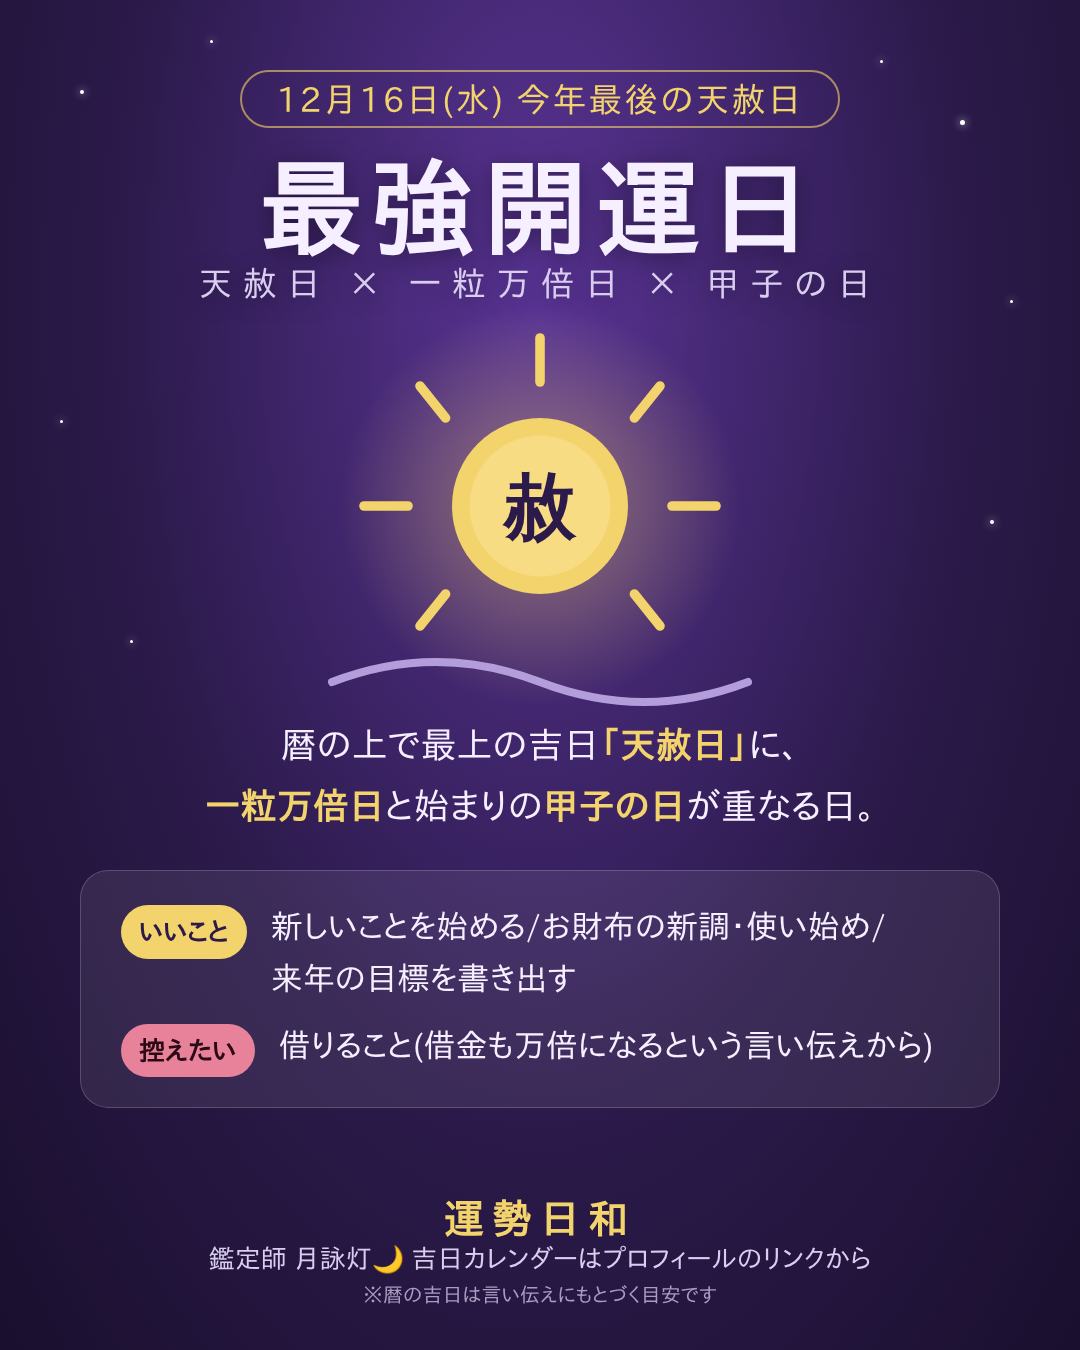 12月16日(水) 今年最後の天赦日
最強開運日
天赦日 × 一粒万倍日 × 甲子の日
赦
暦の上で最上の吉日「天赦日」に、
一粒万倍日と始まりの甲子の日が重なる日。
いいこと 新しいことを始める/お財布の新調・使い始め/
来年の目標を書き出す
控えたい 借りること(借金も万倍になるという言い伝えから)
運勢日和
鑑定師 月詠灯🌙 吉日カレンダーはプロフィールのリンクから
※暦の吉日は言い伝えにもとづく目安です